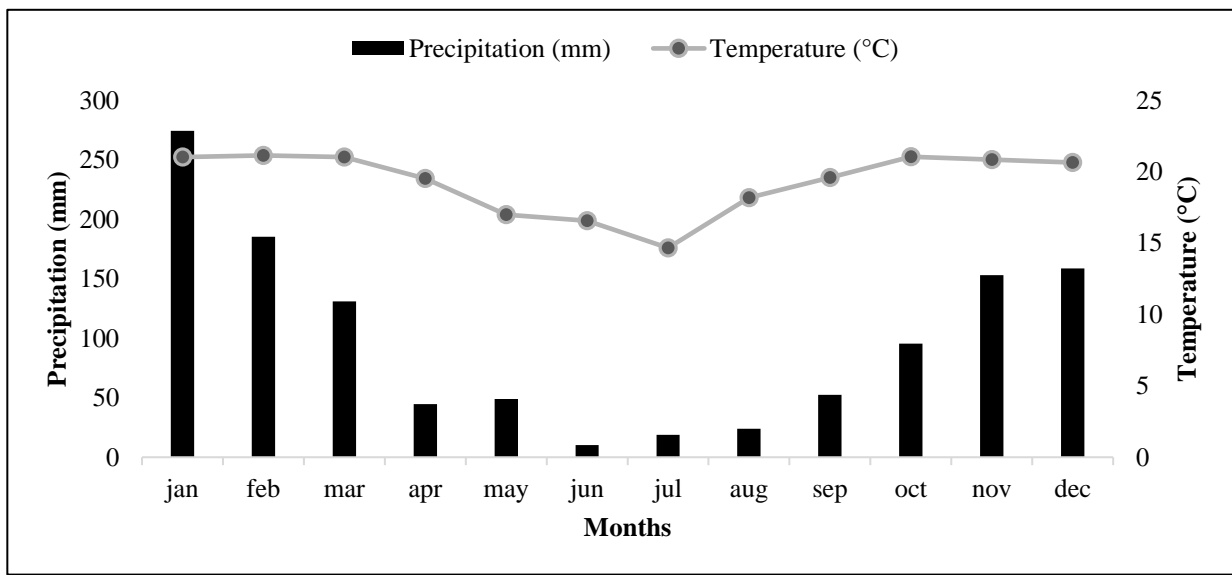 Precipitation (mm) Temperature (°C)
300 25
250 20
200 15
150 10
100 5
50 0
0
Precipitation (mm)
Temperature (°C)
jan feb mar apr may jun jul aug sep oct nov dec
Months